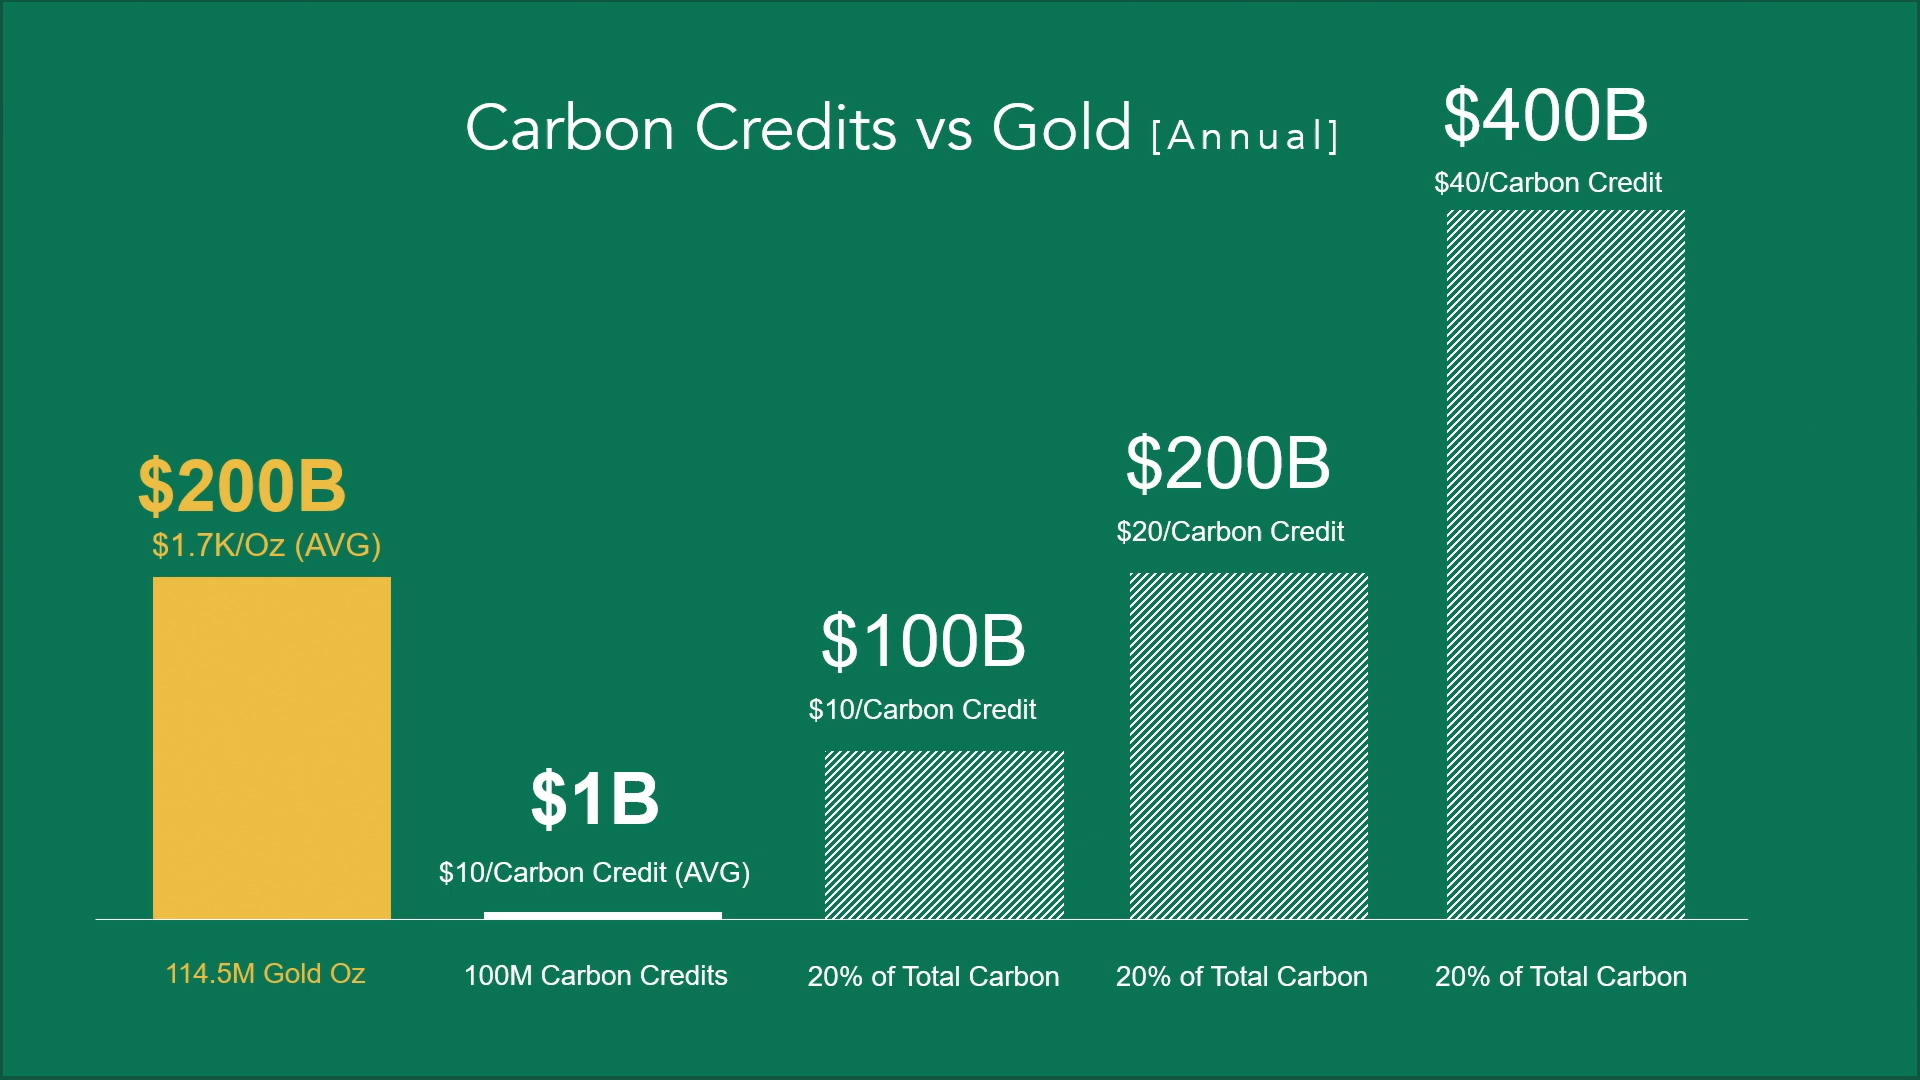 Carbon Credits vs Gold [Annual]
$400B
$40/Carbon Credit
$200B
$1.7K/Oz (AVG)
$200B
$20/Carbon Credit
$100B
$10/Carbon Credit
$1B
$10/Carbon Credit (AVG)
114.5M Gold Oz
100M Carbon Credits
20% of Total Carbon
20% of Total Carbon
20% of Total Carbon